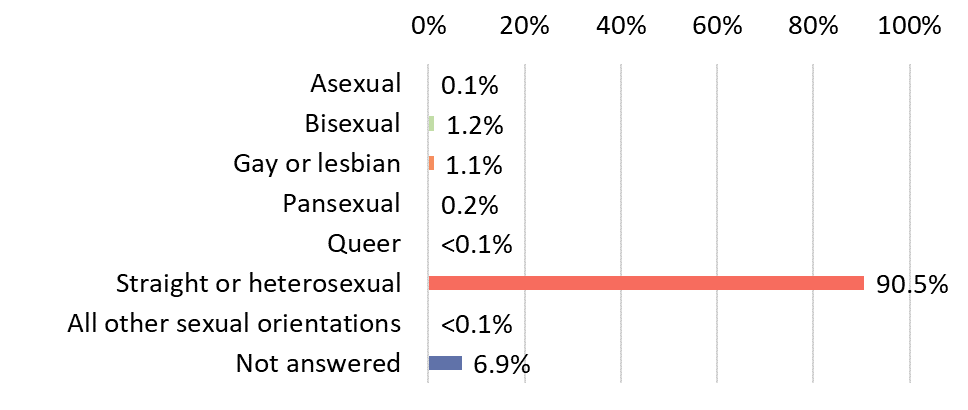 0% 20% 40% 60% 80% 100%
Asexual 0.1%
Bisexual 1.2%
Gay or lesbian 1.1%
Pansexual 0.2%
Queer <0.1%
Straight or heterosexual 90.5%
All other sexual orientations <0.1%
Not answered 6.9%